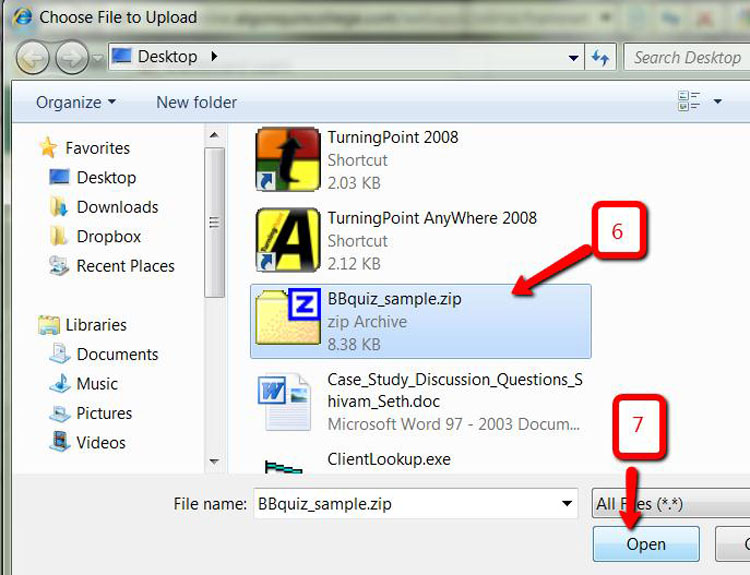 Choose File to Upload
Desktop
Search Desktop
Organize
New folder
Favorites
Desktop
Downloads
Dropbox
Recent Places
Libraries
Documents
Music
Pictures
Videos
TurningPoint 2008
Shortcut
2.03 KB
TurningPoint AnyWhere 2008
Shortcut
2.12 KB
6
BBquiz_sample.zip
zip Archive
8.38 KB
Case_Study_Discussion_Questions_S
hivam_Seth.doc
Microsoft Word 97 - 2003 Docum...
7
ClientLookup.exe
File name: BBquiz_sample.zip
All Files (*.*)
Open